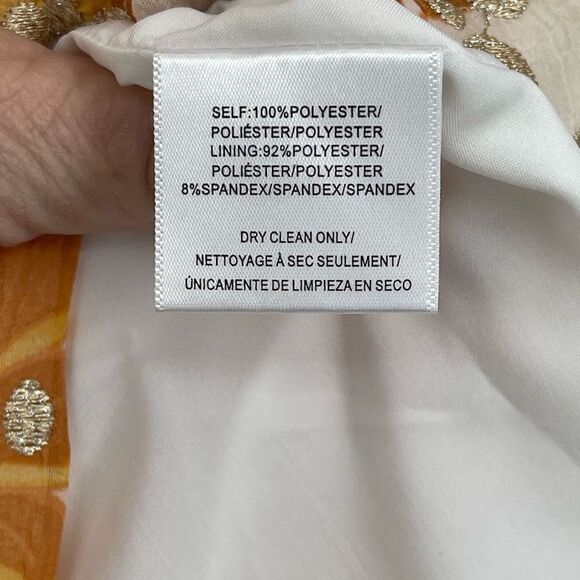 SELF:100%POLYESTER/
POLIÉSTER/POLYESTER
LINING:92%POLYESTER/
POLIÉSTER/POLYESTER
8%SPANDEX/SPANDEX/SPANDEX
DRY CLEAN ONLY/
NETTOYAGE À SEC SEULEMENT/
ÚNICAMENTE DE LIMPIEZA EN SECO